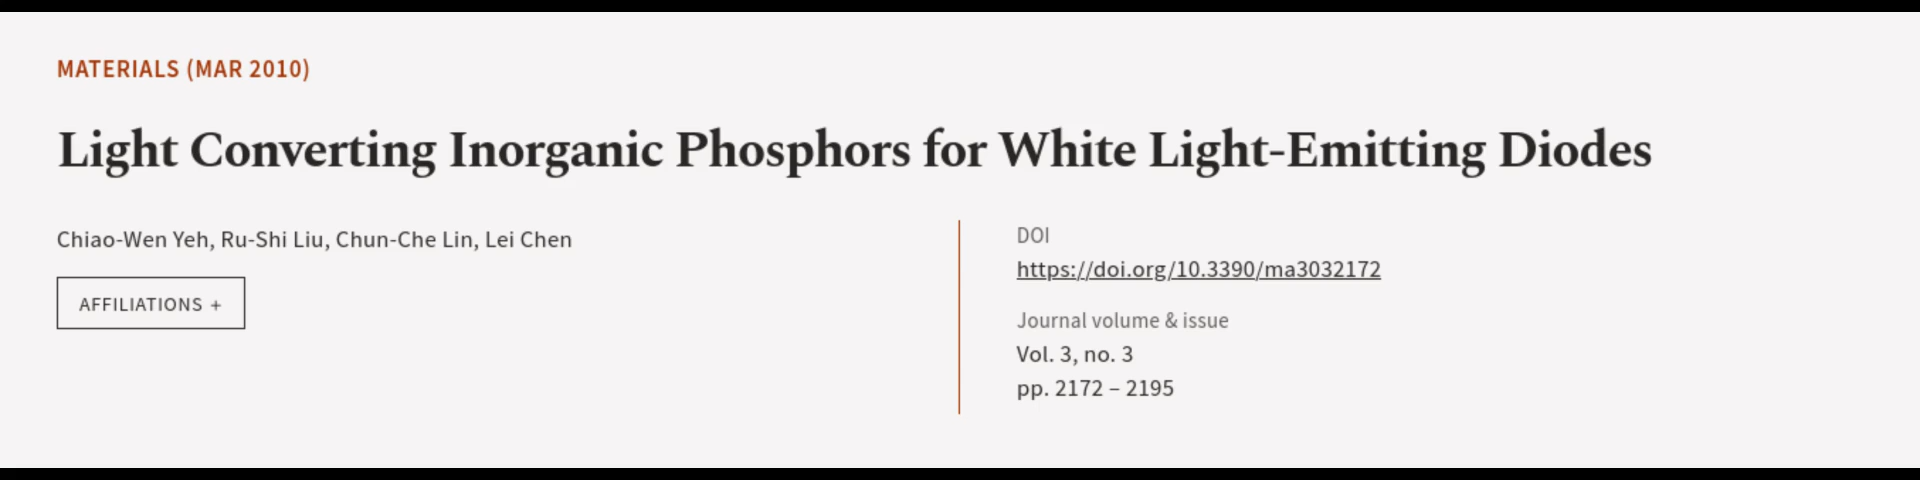 MATERIALS (MAR 2010)
Light Converting Inorganic Phosphors for White Light-Emitting Diodes
Chiao-Wen Yeh, Ru-Shi Liu, Chun-Che Lin, Lei Chen
AFFILIATIONS +
DOI
https://doi.org/10.3390/ma3032172
Journal volume & issue
Vol. 3, no. 3
pp. 2172 – 2195